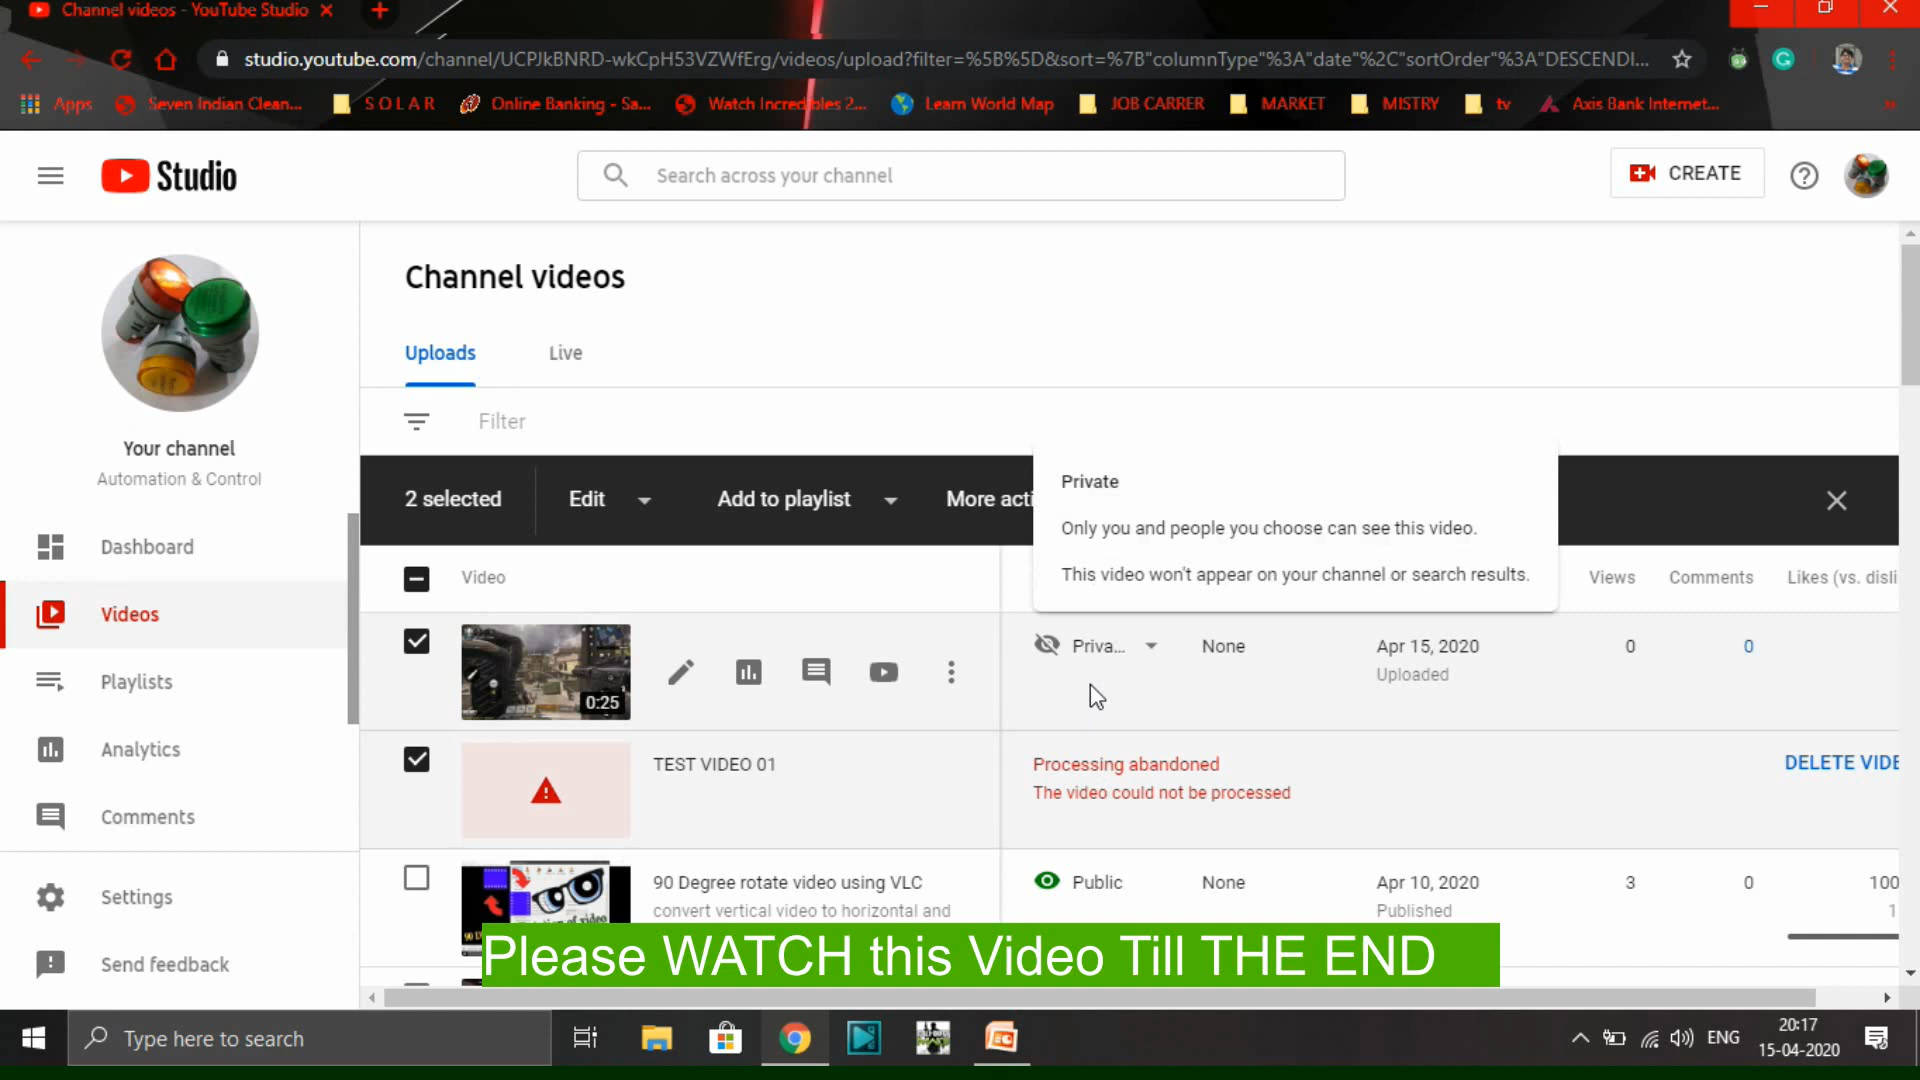 Channel videos - YouTube Studio
studio.youtube.com/channel/UCPJkBNRD-wkCpH53VZWfErg/videos/upload?filter=%5B%5D&sort=%7B"columnType"%3A"date"%2C"sortOrder"%3A"DESCENDI...
Apps Seven Indian Clean... S O L A R Online Banking - Sa... Watch Incredibles 2... Learn World Map JOB CARRER MARKET MISTRY tv Axis Bank Internet...
Studio
Search across your channel
CREATE
Channel videos
Uploads Live
Filter
Your channel
Automation & Control
Dashboard
Videos
Playlists
Analytics
Comments
Settings
Send feedback
2 selected Edit Add to playlist More acti
Private
Only you and people you choose can see this video.
This video won't appear on your channel or search results.
Video Views Comments Likes (vs. disli
0:25 Priva... None Apr 15, 2020 0 0
Uploaded
TEST VIDEO 01 Processing abandoned DELETE VIDE
The video could not be processed
90 Degree rotate video using VLC Public None Apr 10, 2020 3 0 100
convert vertical video to horizontal and Published 1
Please WATCH this Video Till THE END
Type here to search
ENG
20:17
15-04-2020